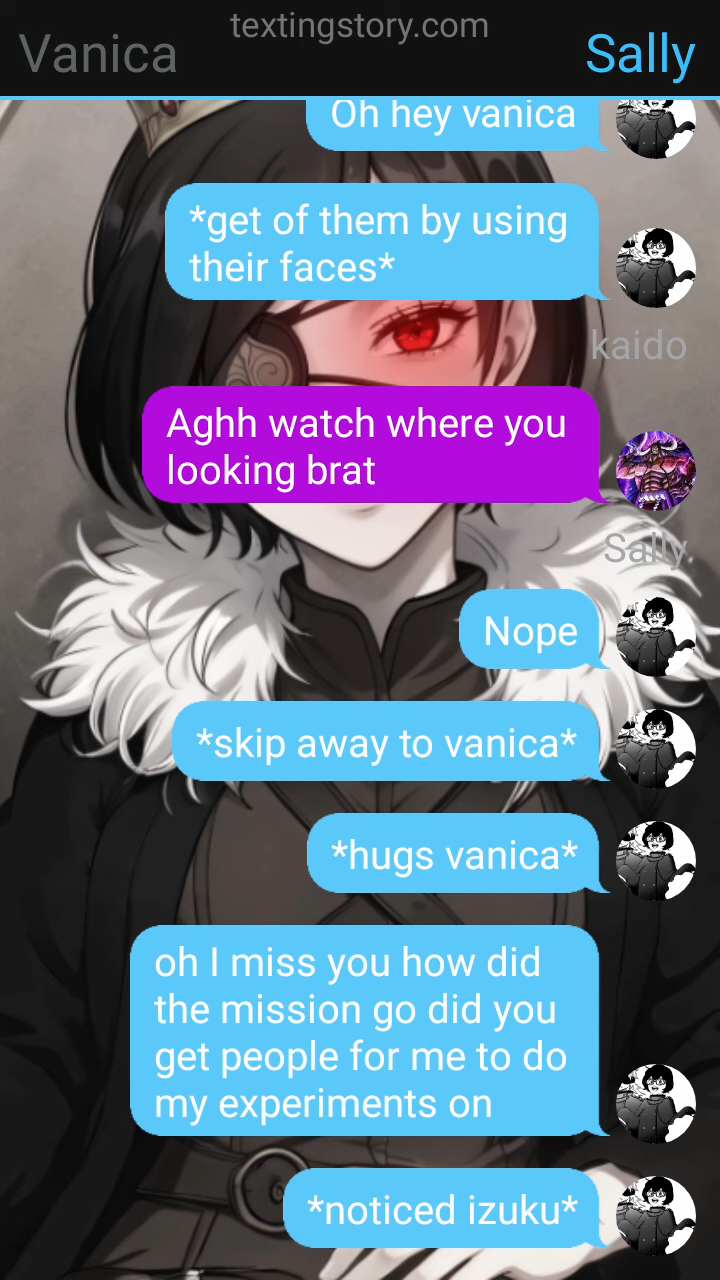 textingstory.com
Vanica
Sally
Oh hey vanica
*get of them by using
their faces*
kaido
Aghh watch where you
looking brat
Sally
Nope
*skip away to vanica*
*hugs vanica*
oh I miss you how did
the mission go did you
get people for me to do
my experiments on
*noticed izuku*